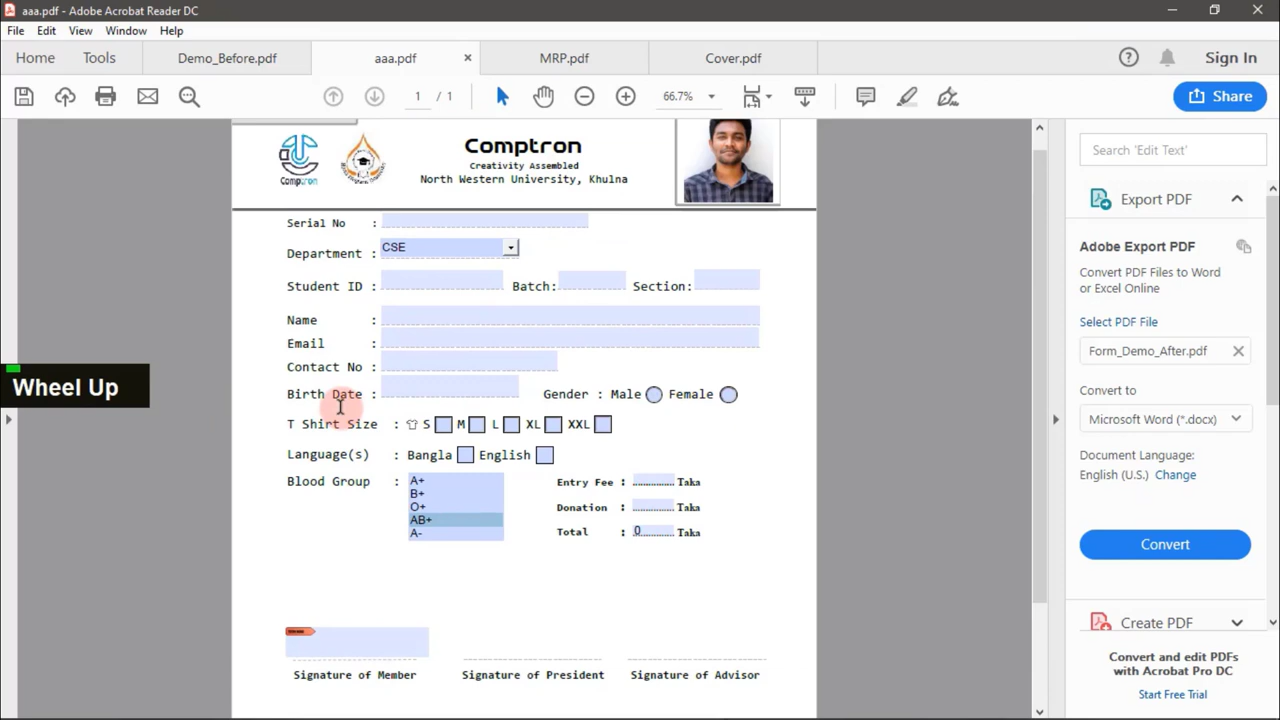 aaa.pdf - Adobe Acrobat Reader DC
File Edit View Window Help
Home Tools Demo_Before.pdf aaa.pdf × MRP.pdf Cover.pdf Sign In
1 / 1 66.7% Share
Comptron
Comptron
Creativity Assembled
North Western University, Khulna
Serial No :
Department : CSE
Student ID : Batch: Section:
Name :
Email :
Contact No :
Birth Date : Gender : Male Female
T Shirt Size : S M L XL XXL
Language(s) : Bangla English
Blood Group : A+
B+
O+
AB+
A-
Entry Fee : ............... Taka
Donation : ............... Taka
Total : 0............ Taka
Signature of Member Signature of President Signature of Advisor
Wheel Up
Search 'Edit Text'
Export PDF
Adobe Export PDF
Convert PDF Files to Word
or Excel Online
Select PDF File
Form_Demo_After.pdf
Convert to
Microsoft Word (*.docx)
Document Language:
English (U.S.) Change
Convert
Create PDF
Convert and edit PDFs
with Acrobat Pro DC
Start Free Trial